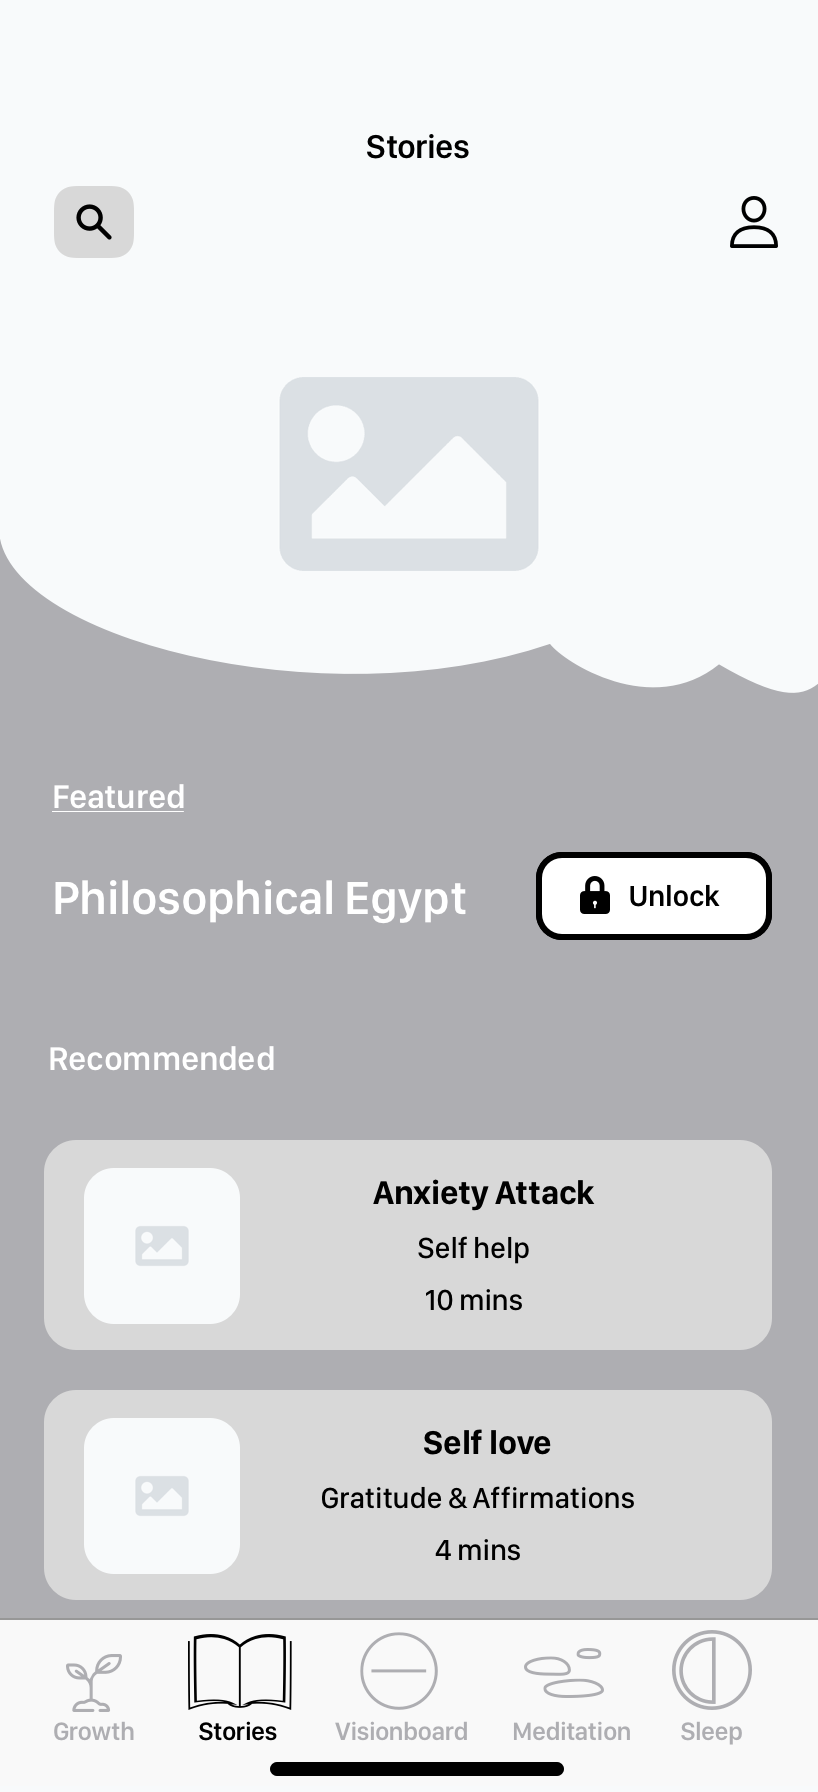 Stories
Featured
Philosophical Egypt
Unlock
Recommended
Anxiety Attack
Self help
10 mins
Self love
Gratitude & Affirmations
4 mins
Growth
Stories
Visionboard
Meditation
Sleep